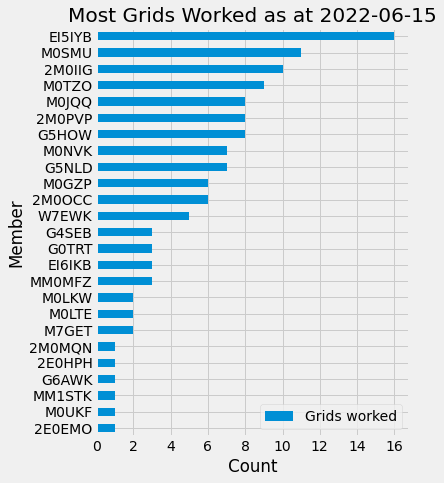 Most Grids Worked as at 2022-06-15
EI5IYB
M0SMU
2M0IIG
M0TZO
M0JQQ
2M0PVP
G5HOW
M0NVK
G5NLD
M0GZP
2M0OCC
W7EWK
G4SEB
G0TRT
EI6IKB
MM0MFZ
M0LKW
M0LTE
M7GET
2M0MQN
2E0HPH
G6AWK
MM1STK
M0UKF
2E0EMO
Member
Grids worked
0 2 4 6 8 10 12 14 16
Count